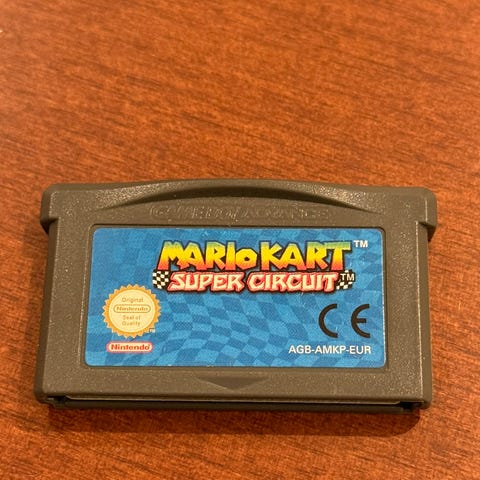 GAME BOY ADVANCE
MARIO KART™
SUPER CIRCUIT™
Original
Nintendo
Seal of
Quality
Nintendo
CE
AGB-AMKP-EUR